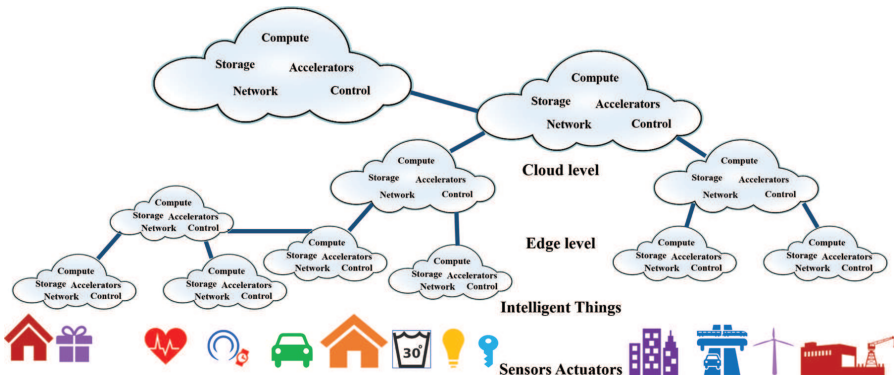 Compute
Storage Accelerators
Network Control
Compute
Storage Accelerators
Network Control
Cloud level
Compute
Storage Accelerators
Network Control
Compute
Storage Accelerators
Network Control
Compute
Storage Accelerators
Network Control
Edge level
Compute
Storage Accelerators
Network Control
Compute
Storage Accelerators
Network Control
Compute
Storage Accelerators
Network Control
Compute
Storage Accelerators
Network Control
Compute
Storage Accelerators
Network Control
Compute
Storage Accelerators
Network Control
Intelligent Things
30°
Sensors Actuators